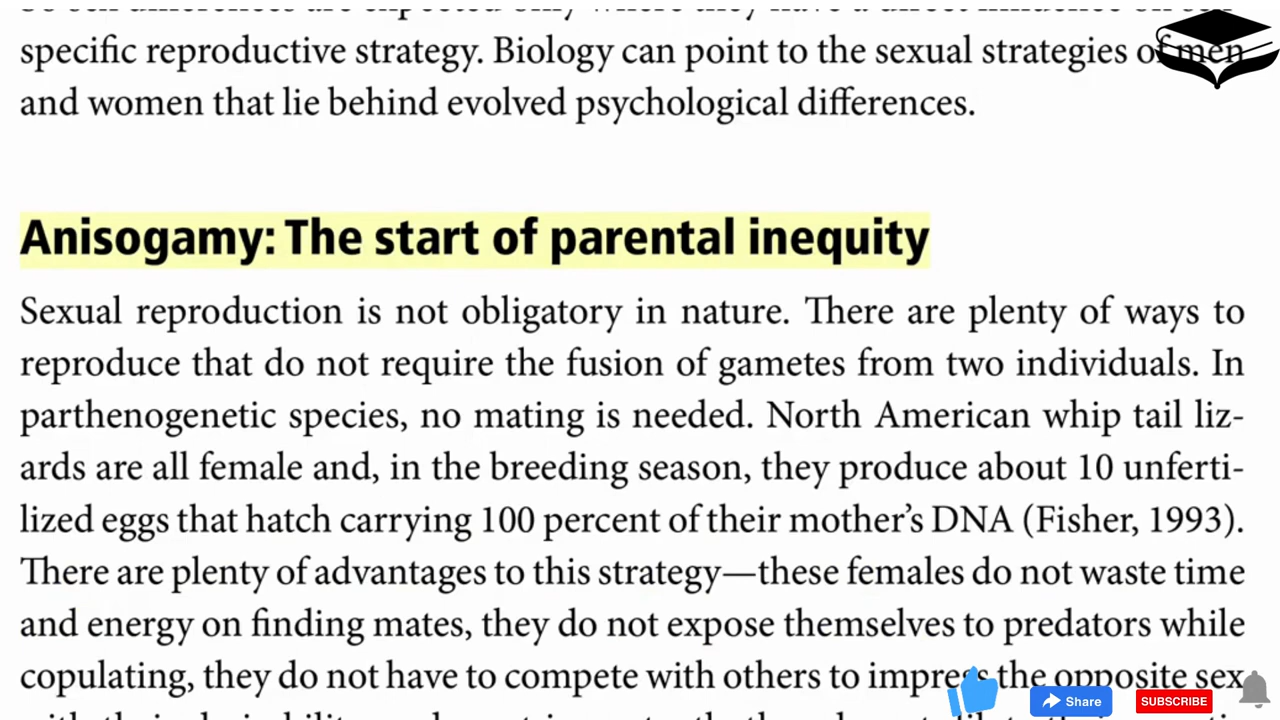 specific reproductive strategy. Biology can point to the sexual strategies of men
and women that lie behind evolved psychological differences.
Anisogamy: The start of parental inequity
Sexual reproduction is not obligatory in nature. There are plenty of ways to
reproduce that do not require the fusion of gametes from two individuals. In
parthenogenetic species, no mating is needed. North American whip tail liz-
ards are all female and, in the breeding season, they produce about 10 unferti-
lized eggs that hatch carrying 100 percent of their mother's DNA (Fisher, 1993).
There are plenty of advantages to this strategy—these females do not waste time
and energy on finding mates, they do not expose themselves to predators while
copulating, they do not have to compete with others to impress the opposite sex
Share
SUBSCRIBE